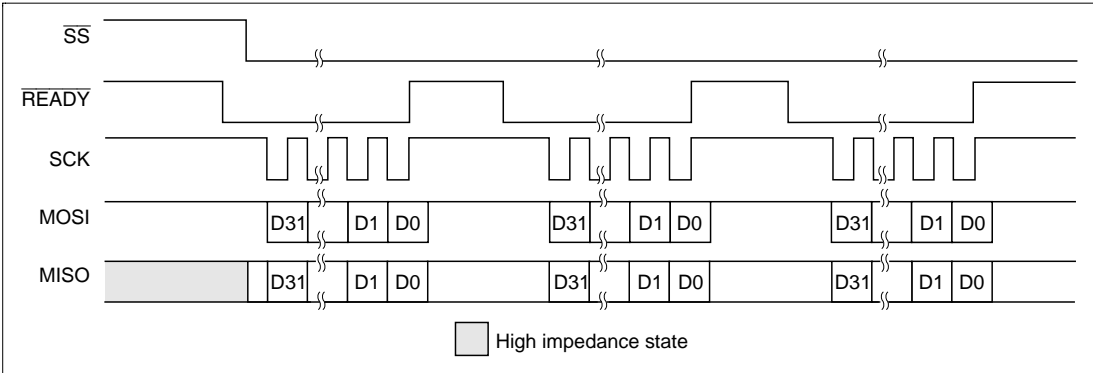 SS
READY
SCK
MOSI D31 D1 D0 D31 D1 D0 D31 D1 D0
MISO D31 D1 D0 D31 D1 D0 D31 D1 D0
High impedance state